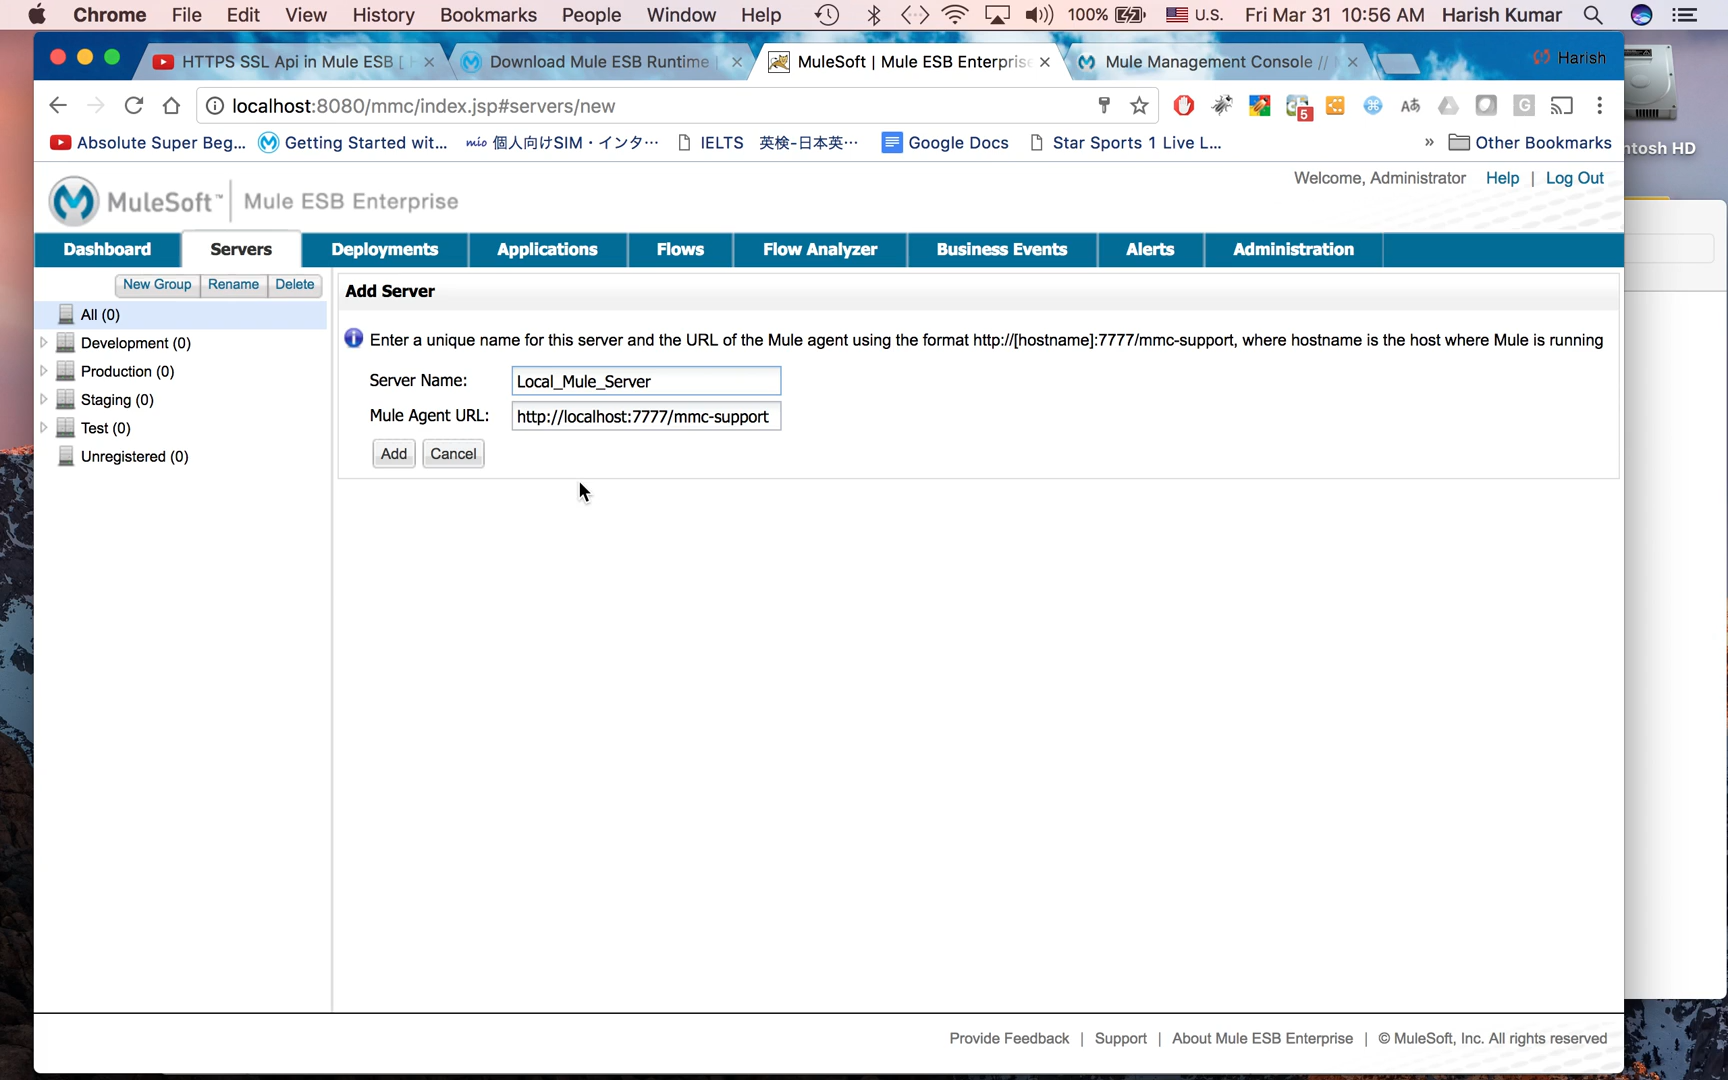 Chrome File Edit View History Bookmarks People Window Help 100% U.S. Fri Mar 31 10:56 AM Harish Kumar
HTTPS SSL Api in Mule ESB [ Download Mule ESB Runtime | MuleSoft | Mule ESB Enterprise Mule Management Console // Harish
localhost:8080/mmc/index.jsp#servers/new 5 Aあ G
Absolute Super Beg... Getting Started wit... mio 個人向けSIM・インタ… IELTS 英検-日本英… Google Docs Star Sports 1 Live L... » Other Bookmarks
ntosh HD
MuleSoft™ | Mule ESB Enterprise
Welcome, Administrator Help | Log Out
Dashboard Servers Deployments Applications Flows Flow Analyzer Business Events Alerts Administration
New Group Rename Delete
All (0)
Development (0)
Production (0)
Staging (0)
Test (0)
Unregistered (0)
Add Server
Enter a unique name for this server and the URL of the Mule agent using the format http://[hostname]:7777/mmc-support, where hostname is the host where Mule is running
Server Name: Local_Mule_Server
Mule Agent URL: http://localhost:7777/mmc-support
Add Cancel
Provide Feedback | Support | About Mule ESB Enterprise | © MuleSoft, Inc. All rights reserved